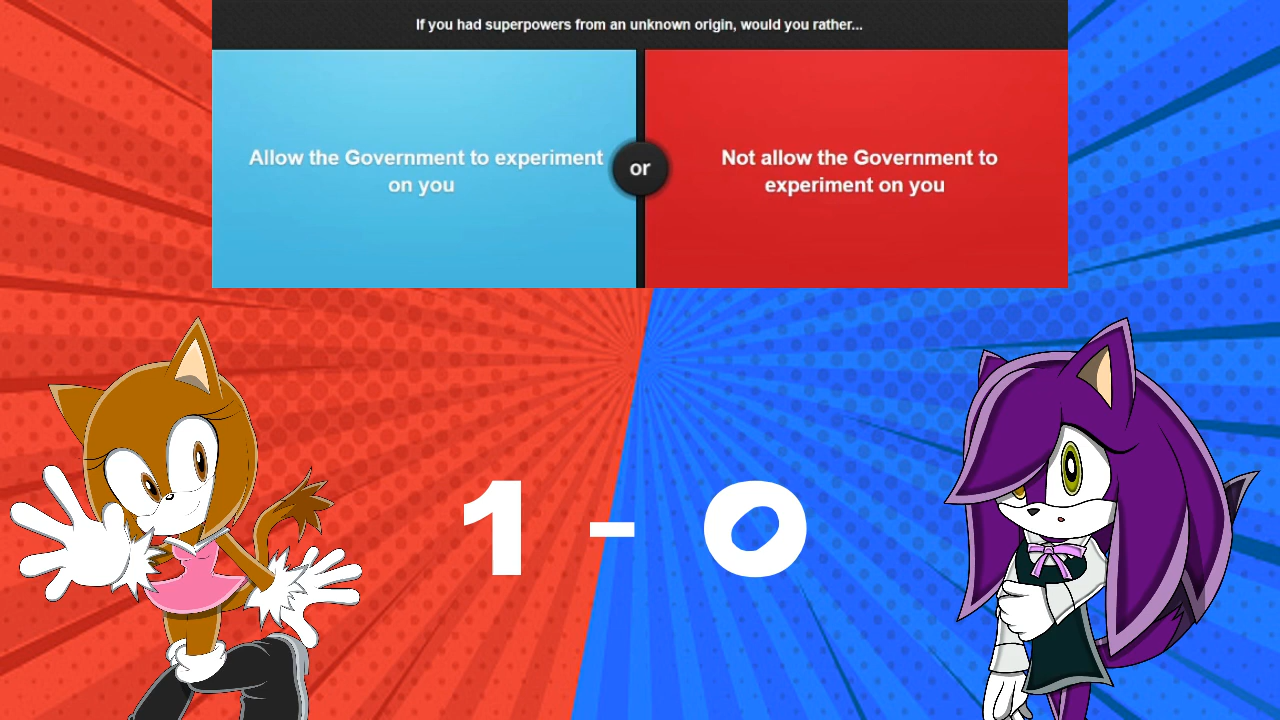 If you had superpowers from an unknown origin, would you rather...
Allow the Government to experiment
on you
or
Not allow the Government to
experiment on you
1 - 0